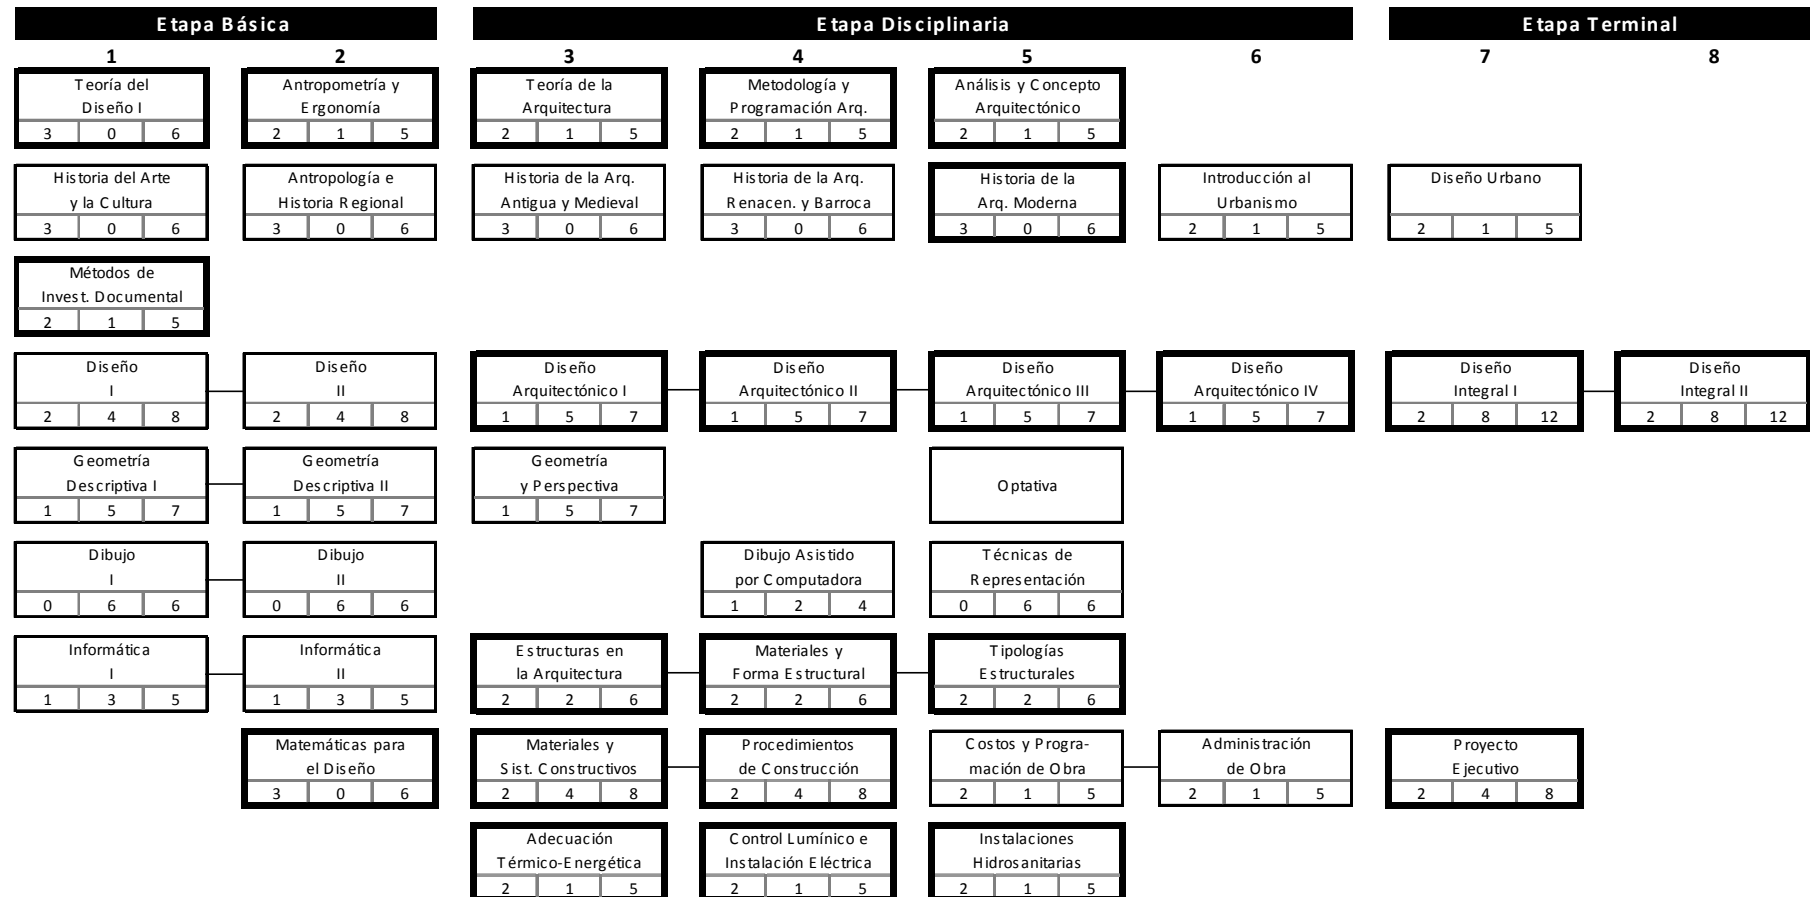 Etapa Básica
Etapa Disciplinaria
Etapa Terminal
1 2 3 4 5 6 7 8
Teoría del
Diseño I
3 0 6
Antropometría y
Ergonomía
2 1 5
Teoría de la
Arquitectura
2 1 5
Metodología y
Programación Arq.
2 1 5
Análisis y Concepto
Arquitectónico
2 1 5
Historia del Arte
y la Cultura
3 0 6
Antropología e
Historia Regional
3 0 6
Historia de la Arq.
Antigua y Medieval
3 0 6
Historia de la Arq.
Renacen. y Barroca
3 0 6
Historia de la
Arq. Moderna
3 0 6
Introducción al
Urbanismo
2 1 5
Diseño Urbano
2 1 5
Métodos de
Invest. Documental
2 1 5
Diseño
I
2 4 8
Diseño
II
2 4 8
Diseño
Arquitectónico I
1 5 7
Diseño
Arquitectónico II
1 5 7
Diseño
Arquitectónico III
1 5 7
Diseño
Arquitectónico IV
1 5 7
Diseño
Integral I
2 8 12
Diseño
Integral II
2 8 12
Geometría
Descriptiva I
1 5 7
Geometría
Descriptiva II
1 5 7
Geometría
y Perspectiva
1 5 7
Optativa
Dibujo
I
0 6 6
Dibujo
II
0 6 6
Dibujo Asistido
por Computadora
1 2 4
Técnicas de
Representación
0 6 6
Informática
I
1 3 5
Informática
II
1 3 5
Estructuras en
la Arquitectura
2 2 6
Materiales y
Forma Estructural
2 2 6
Tipologías
Estructurales
2 2 6
Matemáticas para
el Diseño
3 0 6
Materiales y
Sist. Constructivos
2 4 8
Procedimientos
de Construcción
2 4 8
Costos y Progra-
mación de Obra
2 1 5
Administración
de Obra
2 1 5
Proyecto
Ejecutivo
2 4 8
Adecuación
Térmico-Energética
2 1 5
Control Lumínico e
Instalación Eléctrica
2 1 5
Instalaciones
Hidrosanitarias
2 1 5